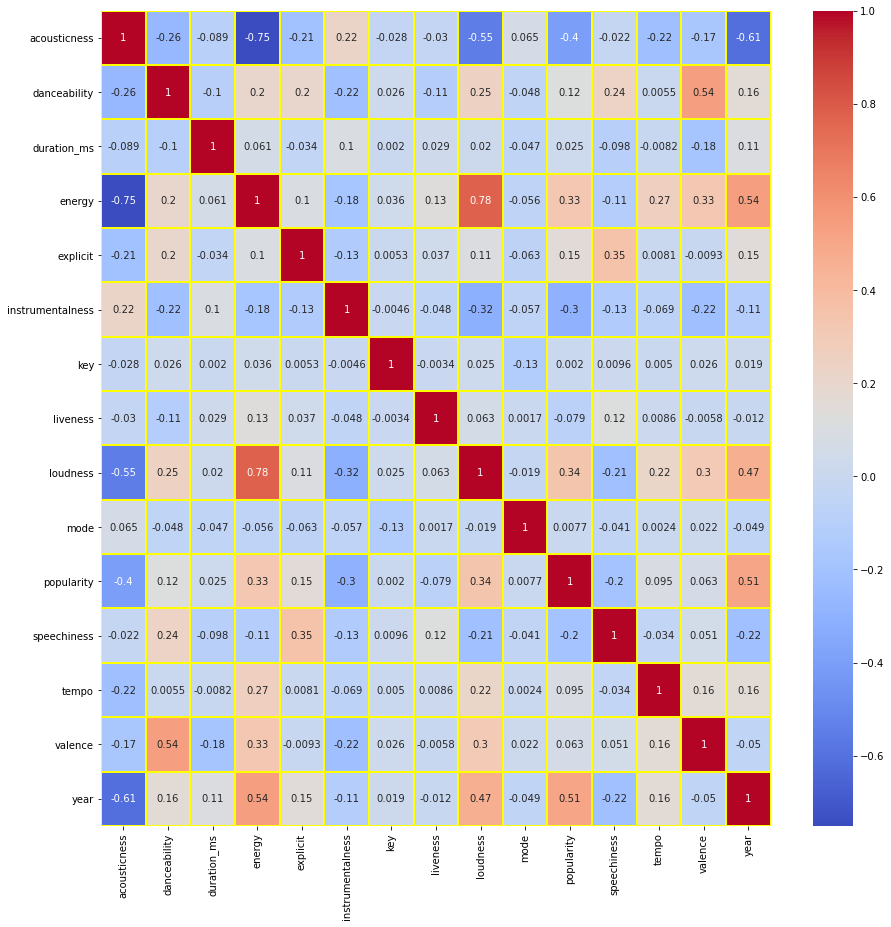 acousticness 1 -0.26 -0.089 -0.75 -0.21 0.22 -0.028 -0.03 -0.55 0.065 -0.4 -0.022 -0.22 -0.17 -0.61
danceability -0.26 1 -0.1 0.2 0.2 -0.22 0.026 -0.11 0.25 -0.048 0.12 0.24 0.0055 0.54 0.16
duration_ms -0.089 -0.1 1 0.061 -0.034 0.1 0.002 0.029 0.02 -0.047 0.025 -0.098 -0.0082 -0.18 0.11
energy -0.75 0.2 0.061 1 0.1 -0.18 0.036 0.13 0.78 -0.056 0.33 -0.11 0.27 0.33 0.54
explicit -0.21 0.2 -0.034 0.1 1 -0.13 0.0053 0.037 0.11 -0.063 0.15 0.35 0.0081 -0.0093 0.15
instrumentalness 0.22 -0.22 0.1 -0.18 -0.13 1 -0.0046 -0.048 -0.32 -0.057 -0.3 -0.13 -0.069 -0.22 -0.11
key -0.028 0.026 0.002 0.036 0.0053 -0.0046 1 -0.0034 0.025 -0.13 0.002 0.0096 0.005 0.026 0.019
liveness -0.03 -0.11 0.029 0.13 0.037 -0.048 -0.0034 1 0.063 0.0017 -0.079 0.12 0.0086 -0.0058 -0.012
loudness -0.55 0.25 0.02 0.78 0.11 -0.32 0.025 0.063 1 -0.019 0.34 -0.21 0.22 0.3 0.47
mode 0.065 -0.048 -0.047 -0.056 -0.063 -0.057 -0.13 0.0017 -0.019 1 0.0077 -0.041 0.0024 0.022 -0.049
popularity -0.4 0.12 0.025 0.33 0.15 -0.3 0.002 -0.079 0.34 0.0077 1 -0.2 0.095 0.063 0.51
speechiness -0.022 0.24 -0.098 -0.11 0.35 -0.13 0.0096 0.12 -0.21 -0.041 -0.2 1 -0.034 0.051 -0.22
tempo -0.22 0.0055 -0.0082 0.27 0.0081 -0.069 0.005 0.0086 0.22 0.0024 0.095 -0.034 1 0.16 0.16
valence -0.17 0.54 -0.18 0.33 -0.0093 -0.22 0.026 -0.0058 0.3 0.022 0.063 0.051 0.16 1 -0.05
year -0.61 0.16 0.11 0.54 0.15 -0.11 0.019 -0.012 0.47 -0.049 0.51 -0.22 0.16 -0.05 1
acousticness
danceability
duration_ms
energy
explicit
instrumentalness
key
liveness
loudness
mode
popularity
speechiness
tempo
valence
year
1.0
0.8
0.6
0.4
0.2
0.0
−0.2
−0.4
−0.6